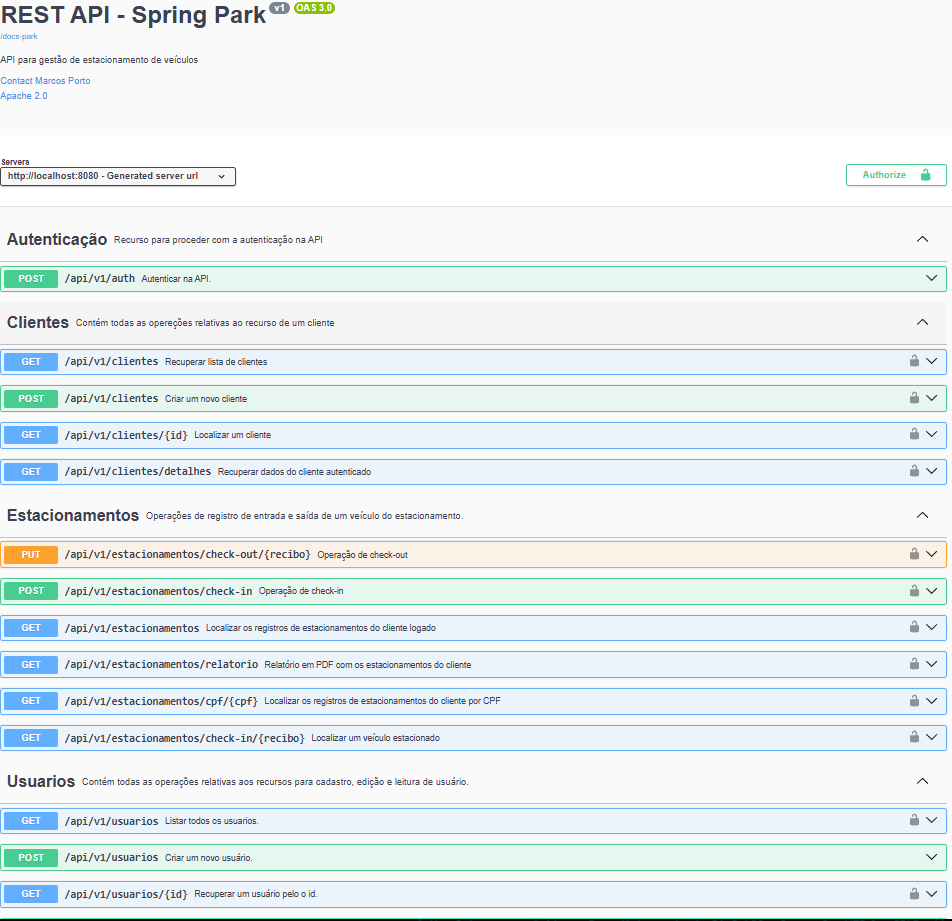 REST API - Spring Park v1 OAS 3.0
/docs-park
API para gestão de estacionamento de veículos
Contact Marcos Porto
Apache 2.0
Servers
http://localhost:8080 - Generated server url
Authorize
Autenticação Recurso para proceder com a autenticação na API
POST /api/v1/auth Autenticar na API.
Clientes Contém todas as opereções relativas ao recurso de um cliente
GET /api/v1/clientes Recuperar lista de clientes
POST /api/v1/clientes Criar um novo cliente
GET /api/v1/clientes/{id} Localizar um cliente
GET /api/v1/clientes/detalhes Recuperar dados do cliente autenticado
Estacionamentos Operações de registro de entrada e saída de um veículo do estacionamento.
PUT /api/v1/estacionamentos/check-out/{recibo} Operação de check-out
POST /api/v1/estacionamentos/check-in Operação de check-in
GET /api/v1/estacionamentos Localizar os registros de estacionamentos do cliente logado
GET /api/v1/estacionamentos/relatorio Relatório em PDF com os estacionamentos do cliente
GET /api/v1/estacionamentos/cpf/{cpf} Localizar os registros de estacionamentos do cliente por CPF
GET /api/v1/estacionamentos/check-in/{recibo} Localizar um veículo estacionado
Usuarios Contém todas as operações relativas aos recursos para cadastro, edição e leitura de usuário.
GET /api/v1/usuarios Listar todos os usuarios.
POST /api/v1/usuarios Criar um novo usuário.
GET /api/v1/usuarios/{id} Recuperar um usuário pelo o id.